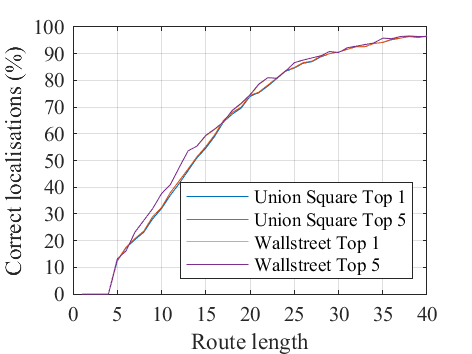 100
90
80
70
60
50
40
30
20
10
0
Correct localisations (%)
Union Square Top 1
Union Square Top 5
Wallstreet Top 1
Wallstreet Top 5
0 5 10 15 20 25 30 35 40
Route length